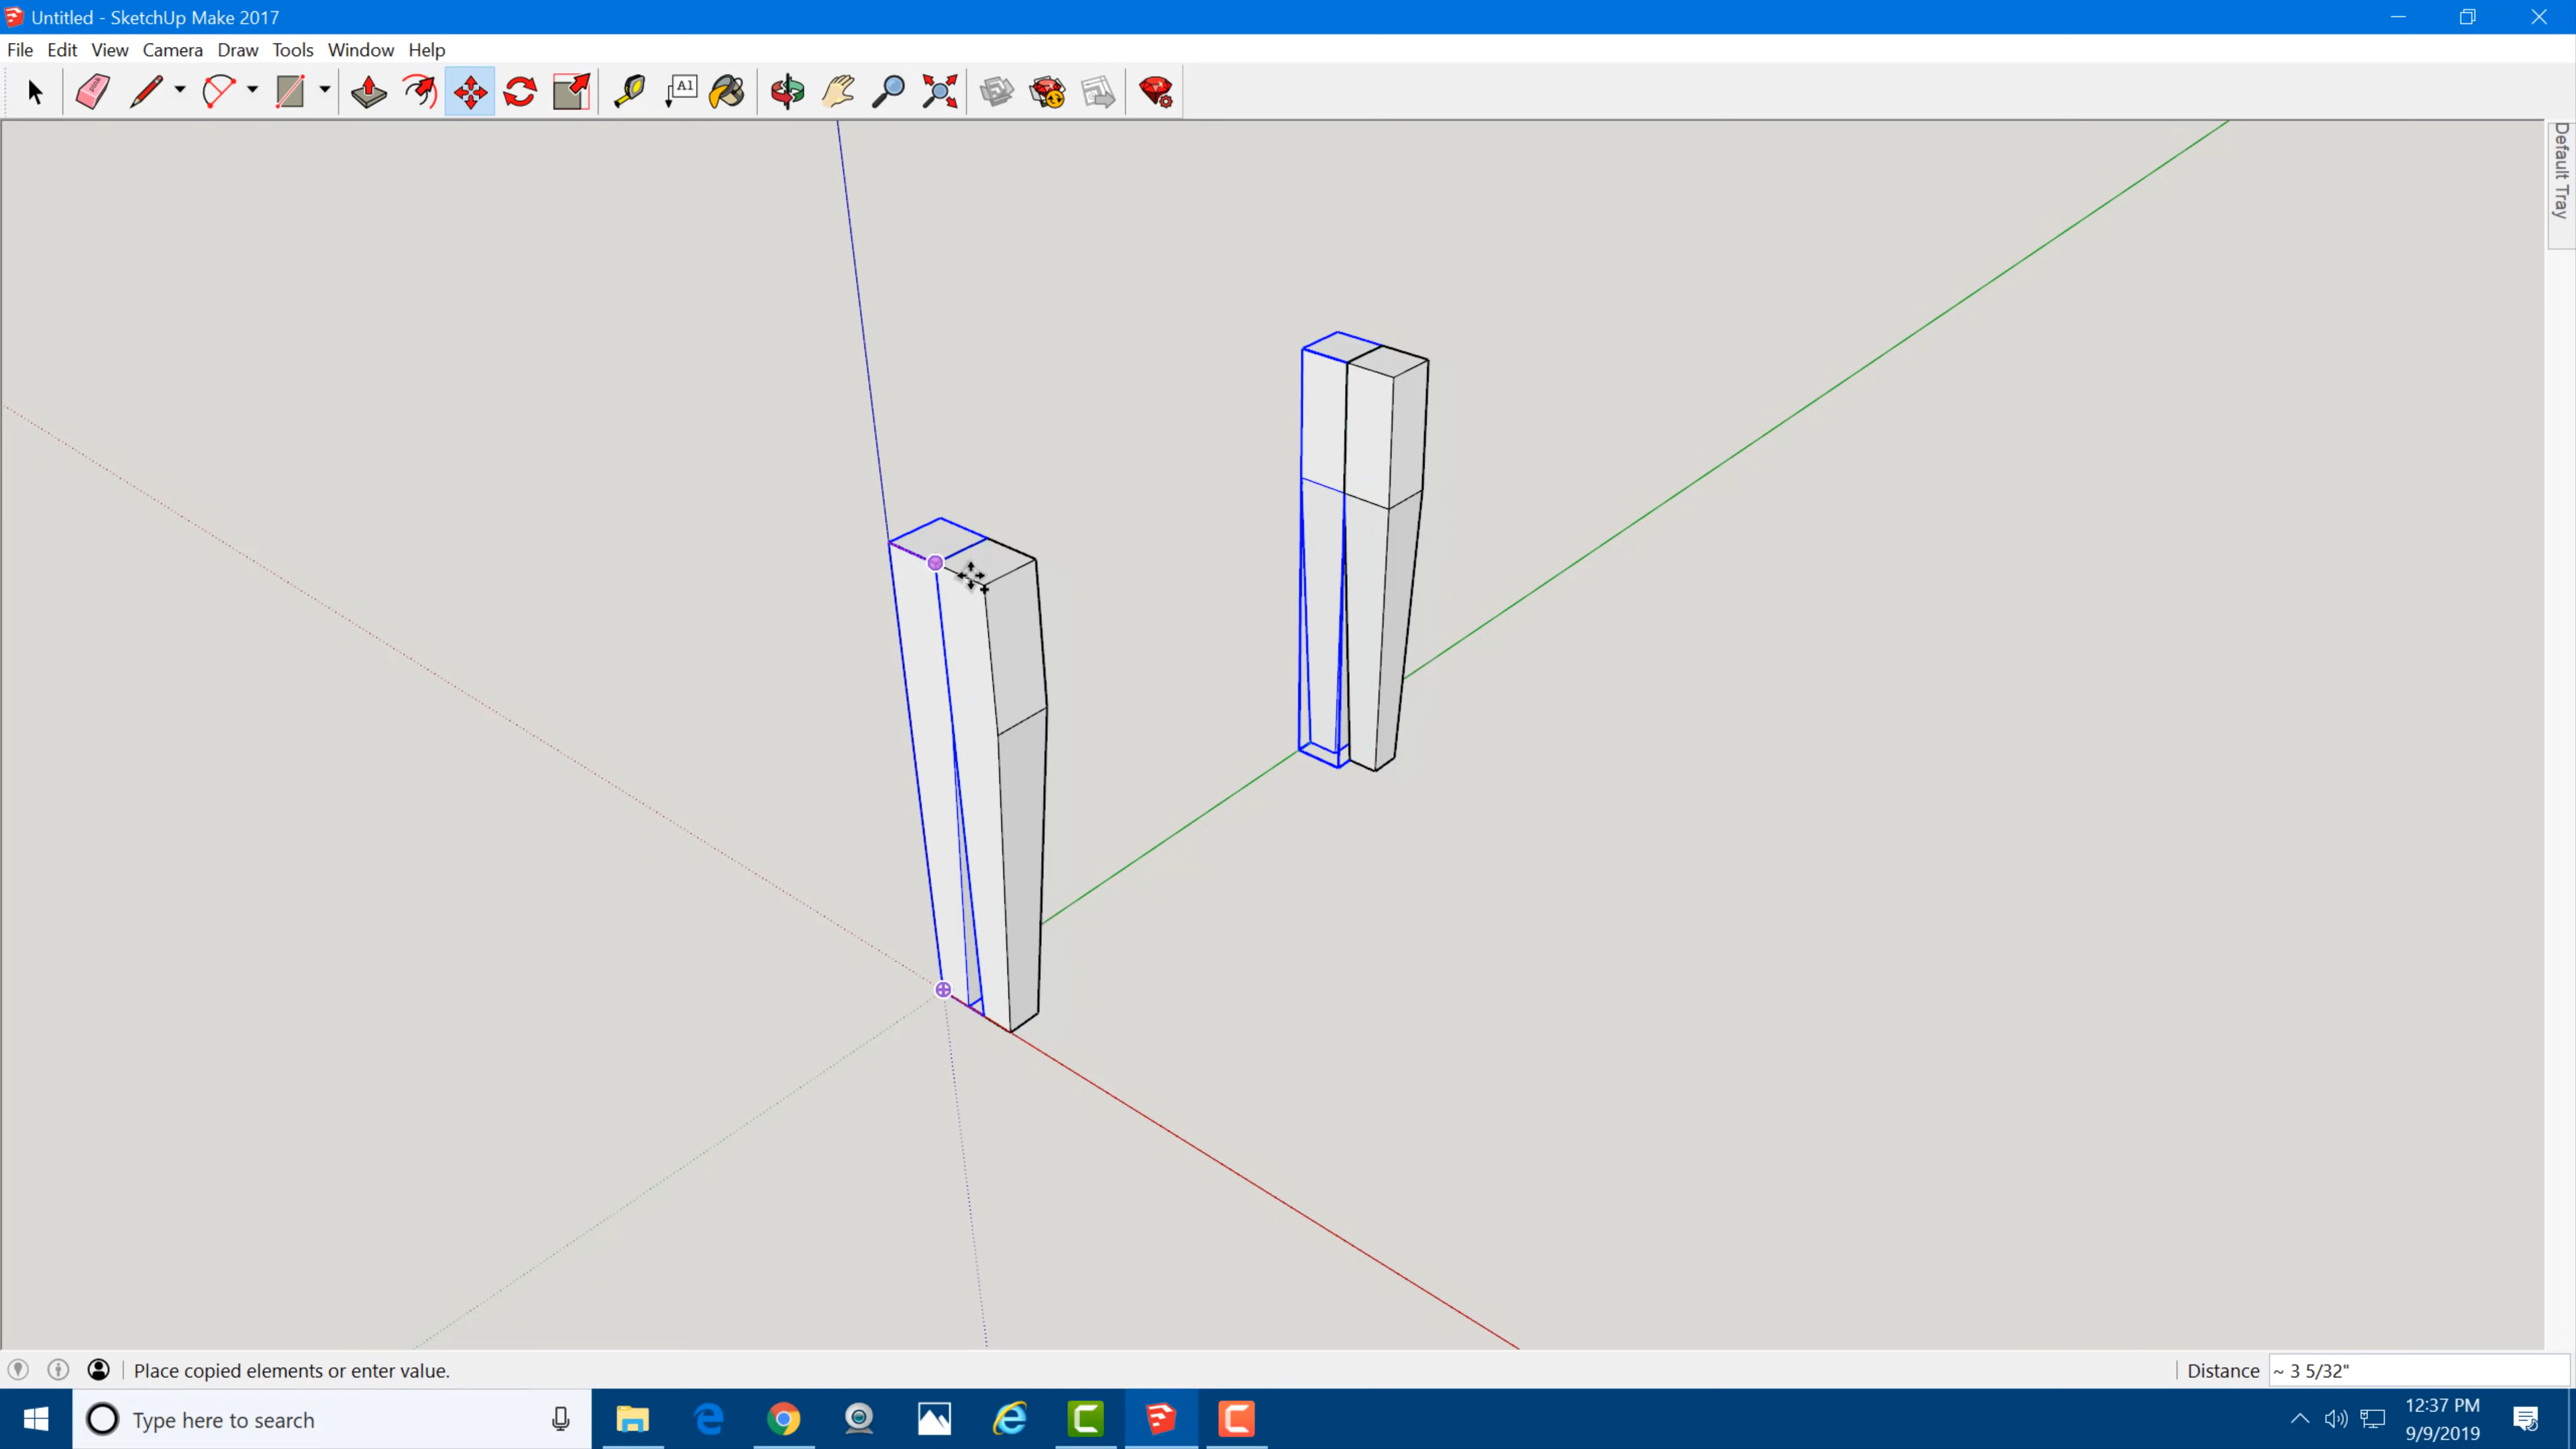 Untitled - SketchUp Make 2017
File Edit View Camera Draw Tools Window Help
A1
Default Tray
Place copied elements or enter value.
Distance ~ 3 5/32"
Type here to search
12:37 PM
9/9/2019